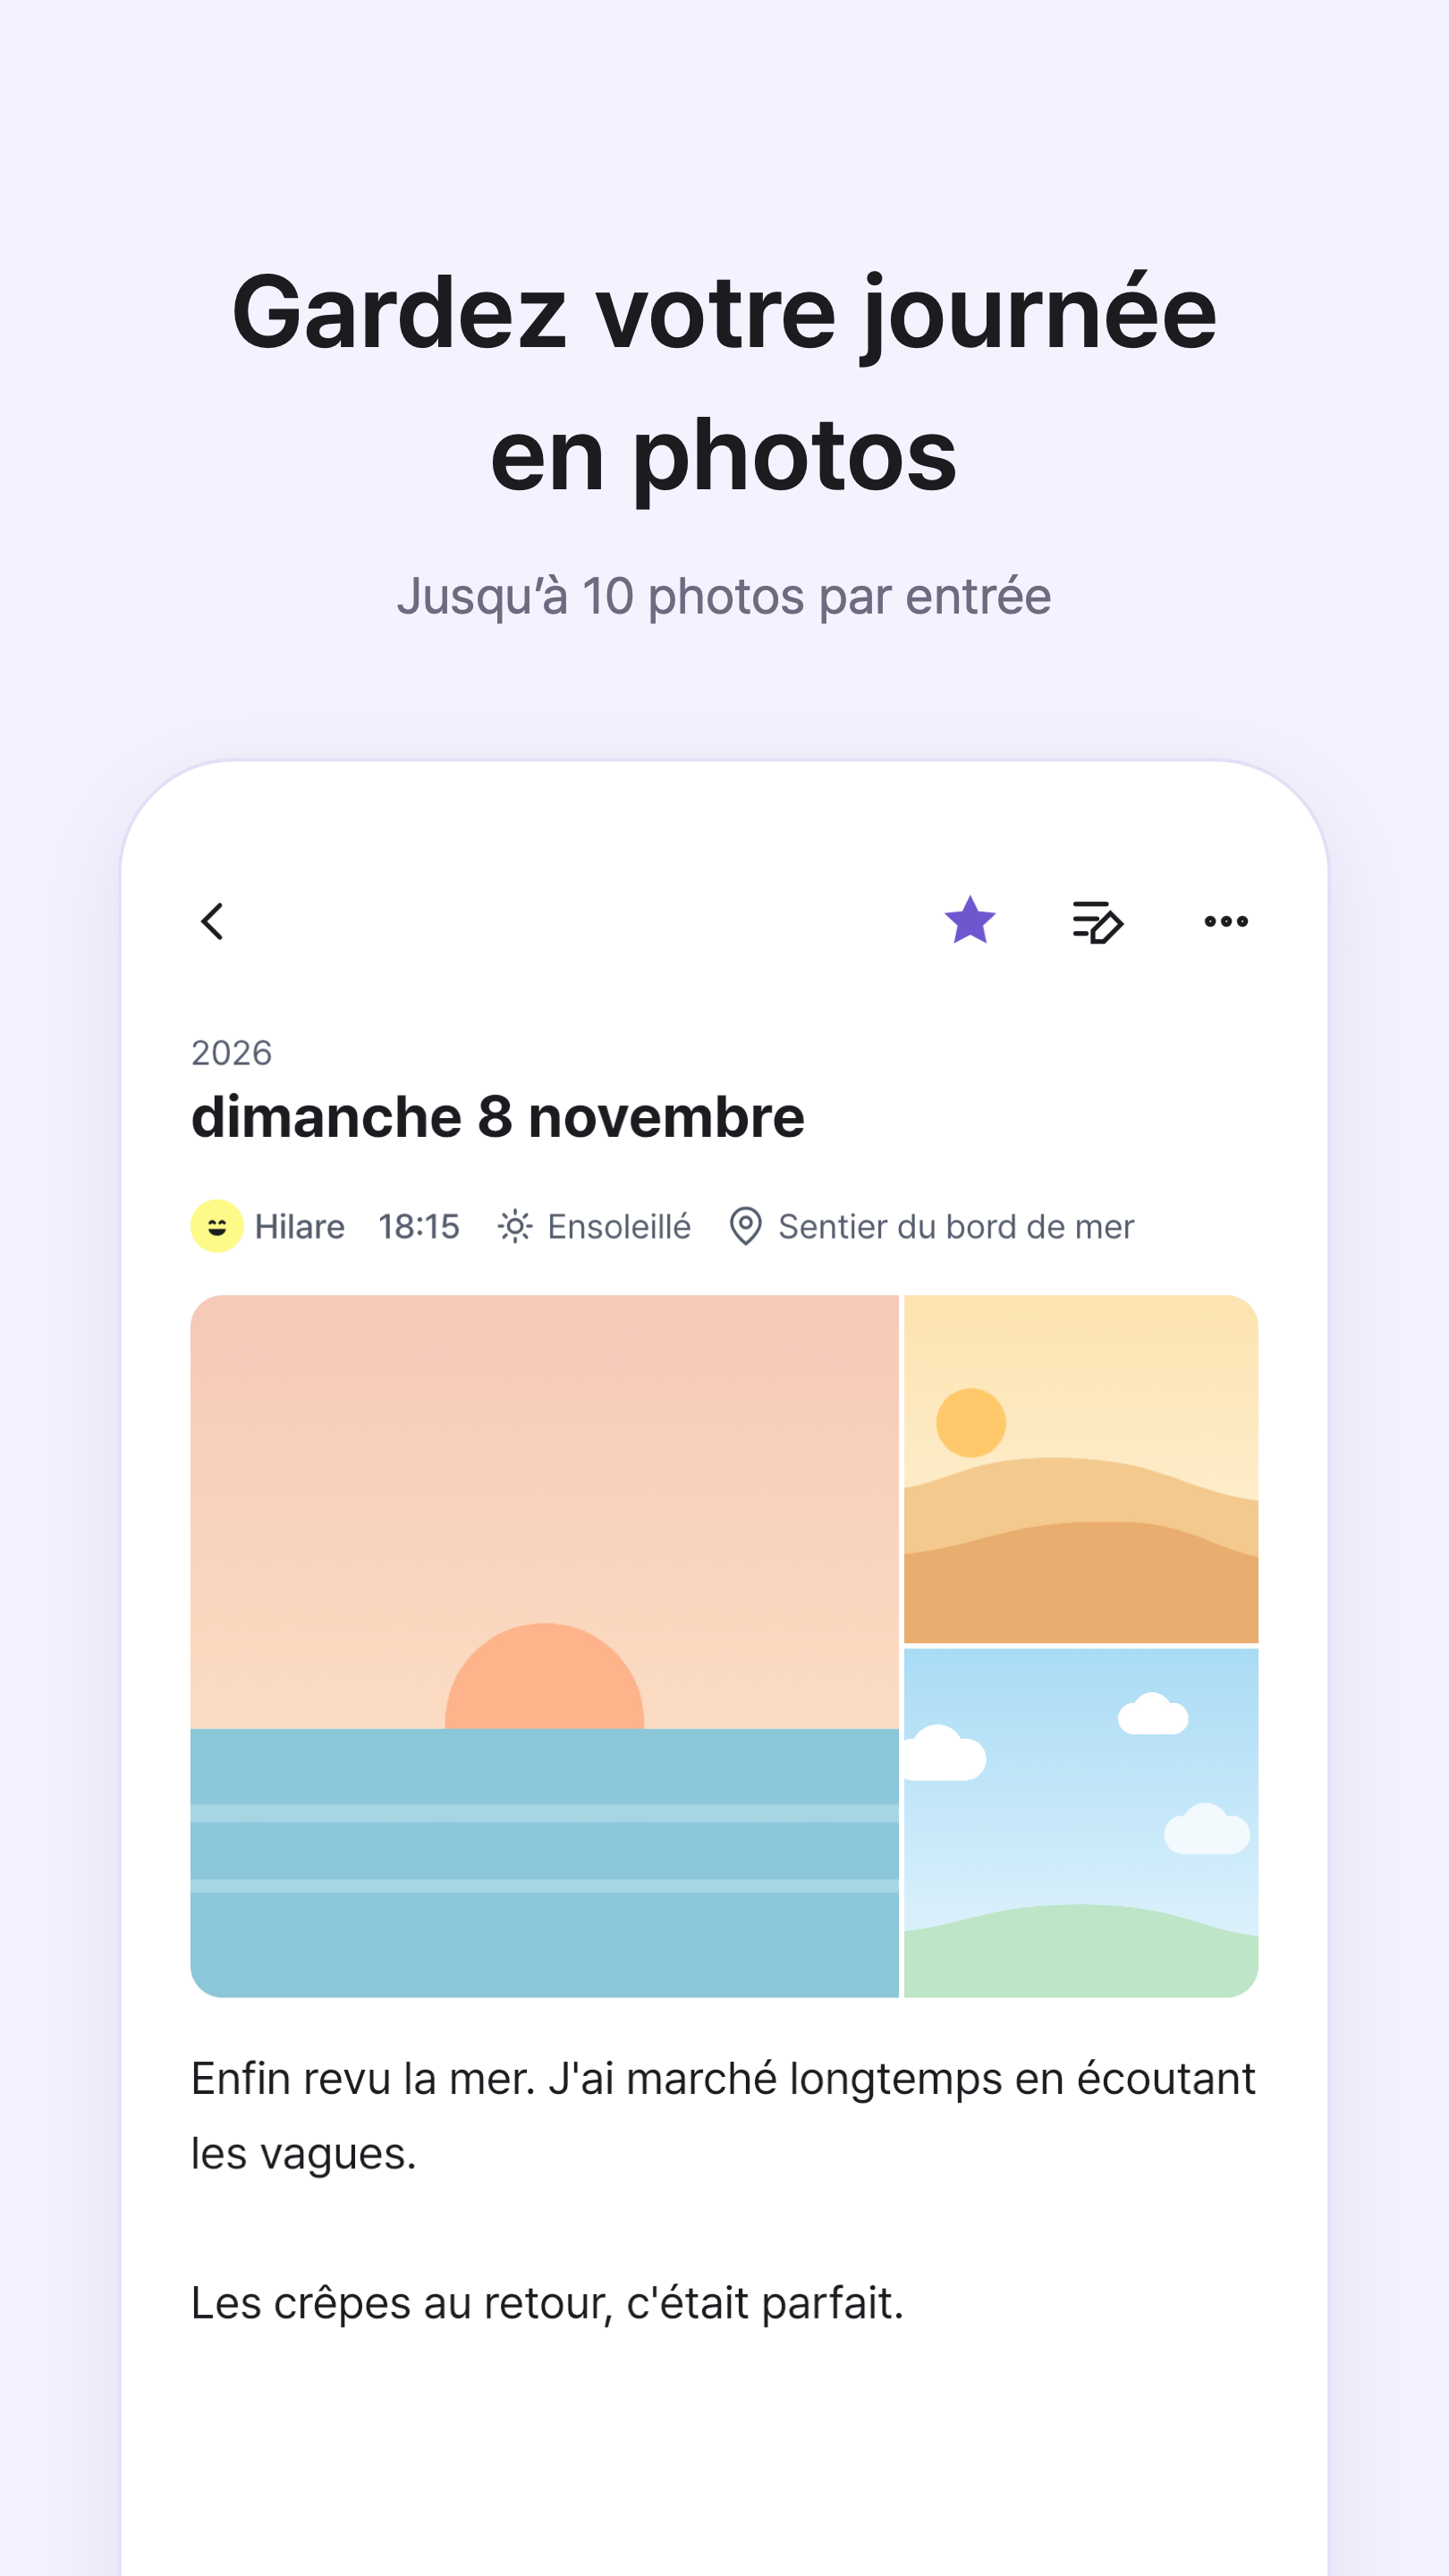 Gardez votre journée
en photos
Jusqu’à 10 photos par entrée
2026
dimanche 8 novembre
Hilare 18:15 Ensoleillé Sentier du bord de mer
Enfin revu la mer. J'ai marché longtemps en écoutant
les vagues.
Les crêpes au retour, c'était parfait.